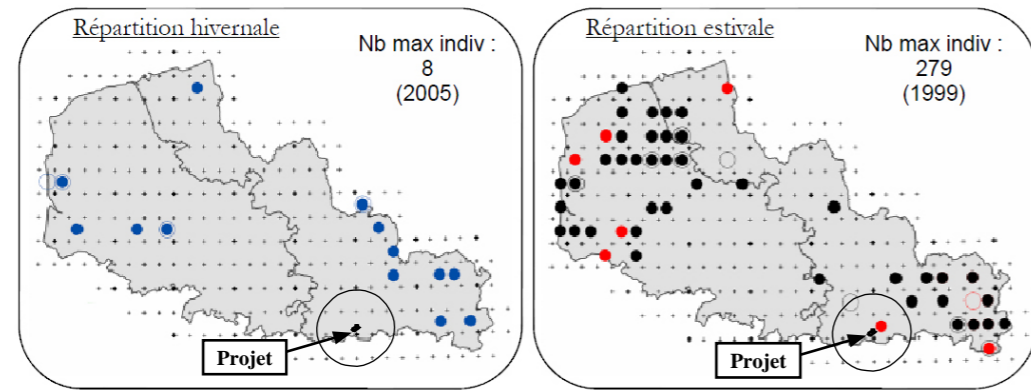 Répartition hivernale
Nb max indiv :
8
(2005)
Projet
Répartition estivale
Nb max indiv :
279
(1999)
Projet